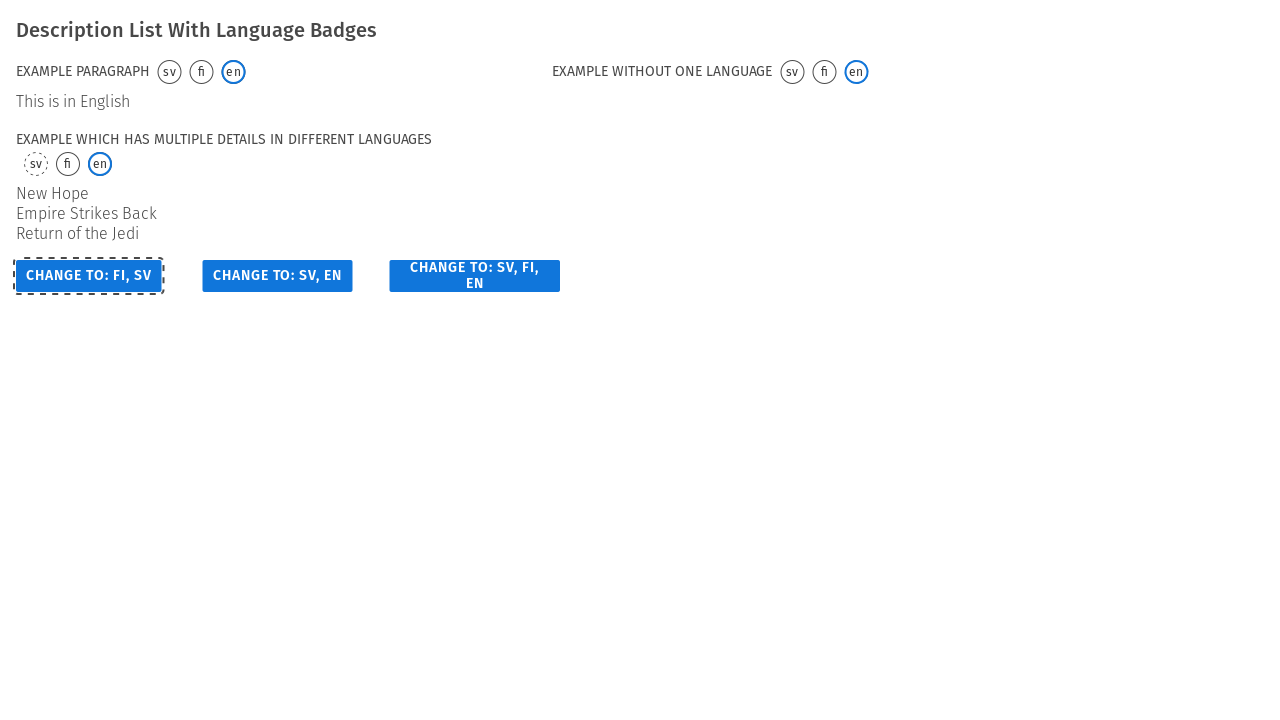 Description List With Language Badges
EXAMPLE PARAGRAPH sv fi en
This is in English
EXAMPLE WITHOUT ONE LANGUAGE sv fi en
EXAMPLE WHICH HAS MULTIPLE DETAILS IN DIFFERENT LANGUAGES
sv fi en
New Hope
Empire Strikes Back
Return of the Jedi
CHANGE TO: FI, SV
CHANGE TO: SV, EN
CHANGE TO: SV, FI,
EN